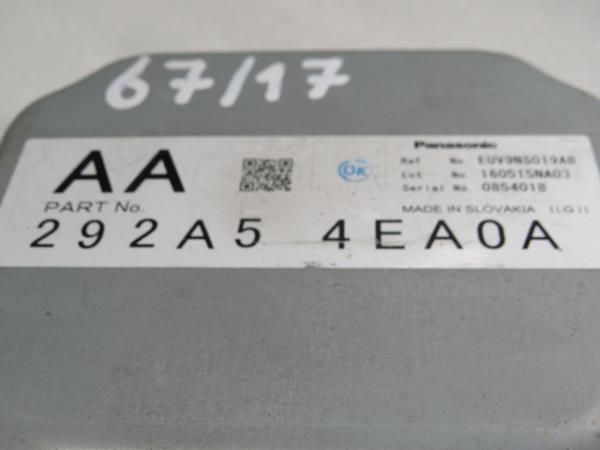 67/17
AA
Panasonic
Ref No. EUV9NS019A8
Lot No. 160515NA03
Serial No. 0854018
OK
PART No.
MADE IN SLOVAKIA
292A5 4EA0A